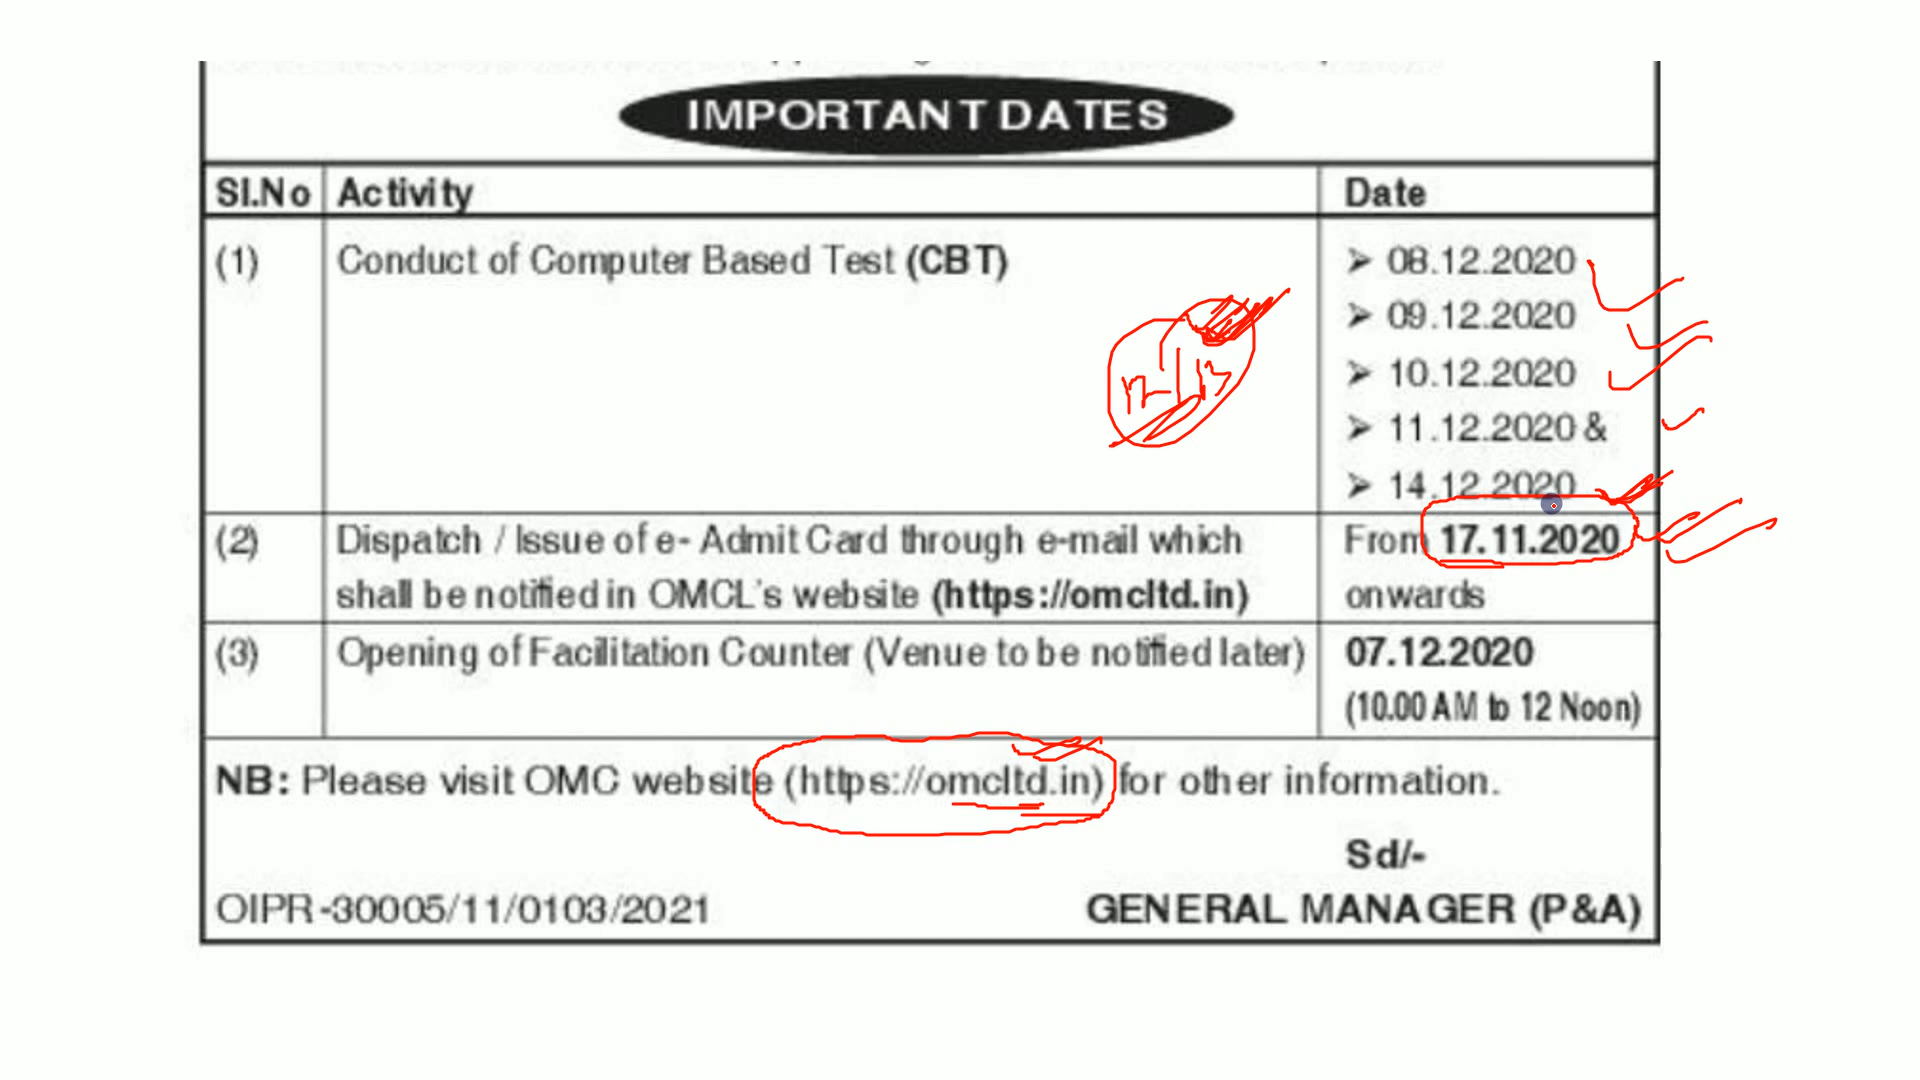 IMPORTANT DATES
Sl.No Activity Date
(1) Conduct of Computer Based Test (CBT) ➢ 08.12.2020
➢ 09.12.2020
➢ 10.12.2020
➢ 11.12.2020 &
➢ 14.12.2020
(2) Dispatch / Issue of e- Admit Card through e-mail which From 17.11.2020
shall be notified in OMCL's website (https://omcltd.in) onwards
(3) Opening of Facilitation Counter (Venue to be notified later) 07.12.2020
(10.00 AM to 12 Noon)
NB: Please visit OMC website (https://omcltd.in) for other information.
Sd/-
OIPR-30005/11/0103/2021 GENERAL MANAGER (P&A)